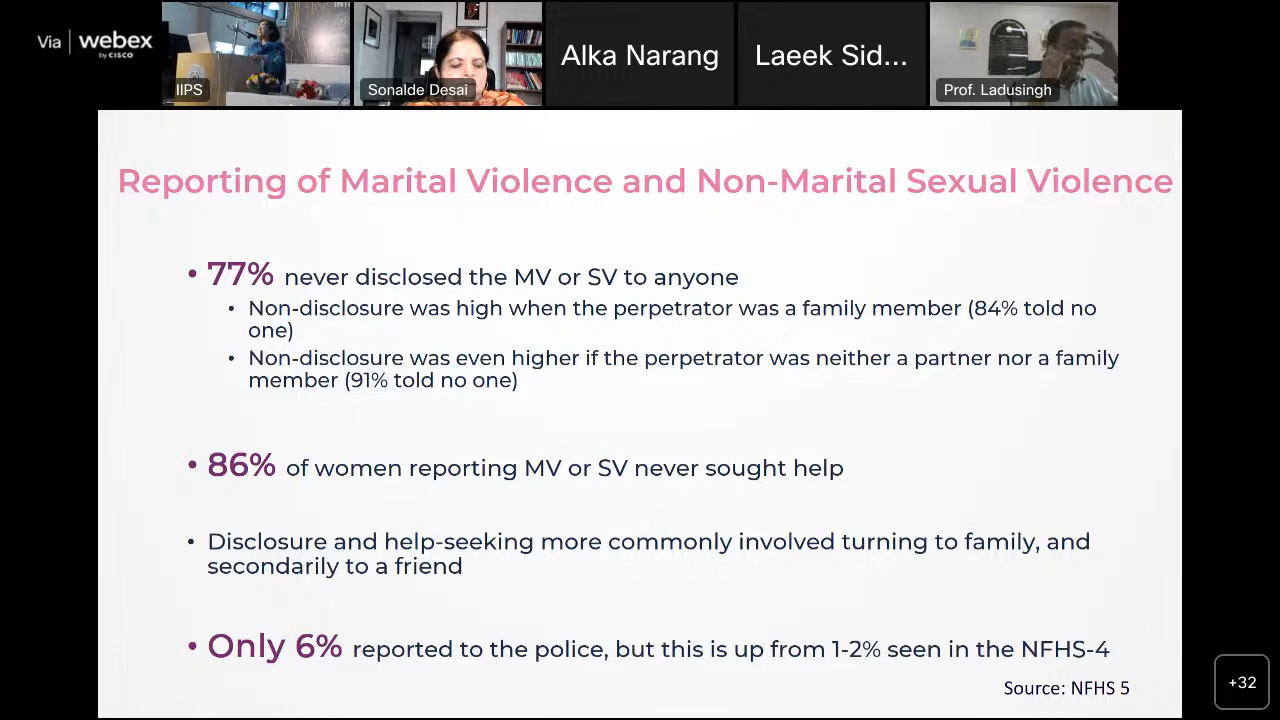 Via | webex
by CISCO
IIPS
Sonalde Desai
Alka Narang
Laeek Sid...
Prof. Ladusingh
Reporting of Marital Violence and Non-Marital Sexual Violence
• 77% never disclosed the MV or SV to anyone
• Non-disclosure was high when the perpetrator was a family member (84% told no
one)
• Non-disclosure was even higher if the perpetrator was neither a partner nor a family
member (91% told no one)
• 86% of women reporting MV or SV never sought help
• Disclosure and help-seeking more commonly involved turning to family, and
secondarily to a friend
• Only 6% reported to the police, but this is up from 1-2% seen in the NFHS-4
Source: NFHS 5
+32